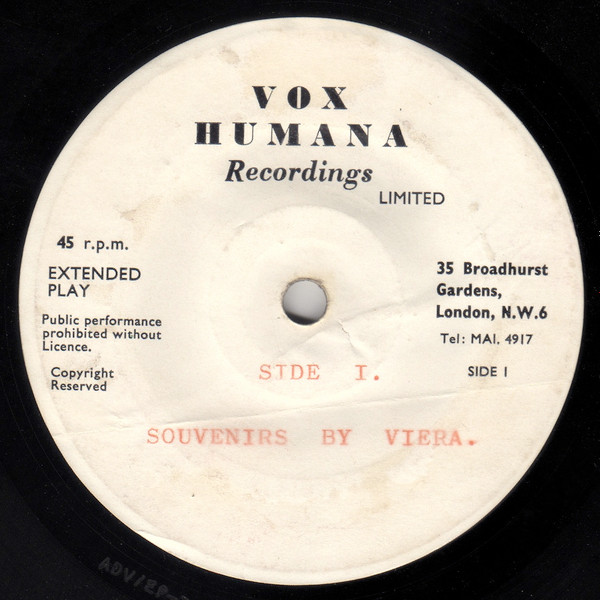 VOX
HUMANA
Recordings
LIMITED
45 r.p.m.
EXTENDED
PLAY
Public performance
prohibited without
Licence.
Copyright
Reserved
35 Broadhurst
Gardens,
London, N.W.6
Tel: MAI. 4917
SIDE 1
SIDE I.
SOUVENIRS BY VIERA.